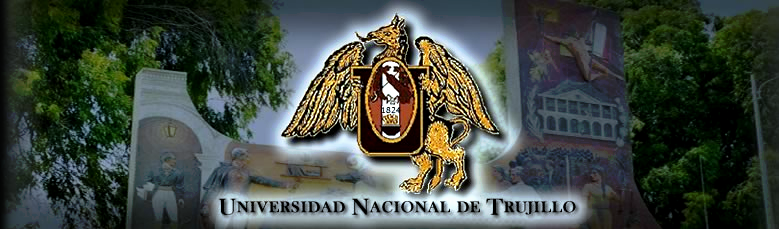 1824
UNIVERSIDAD NACIONAL DE TRUJILLO